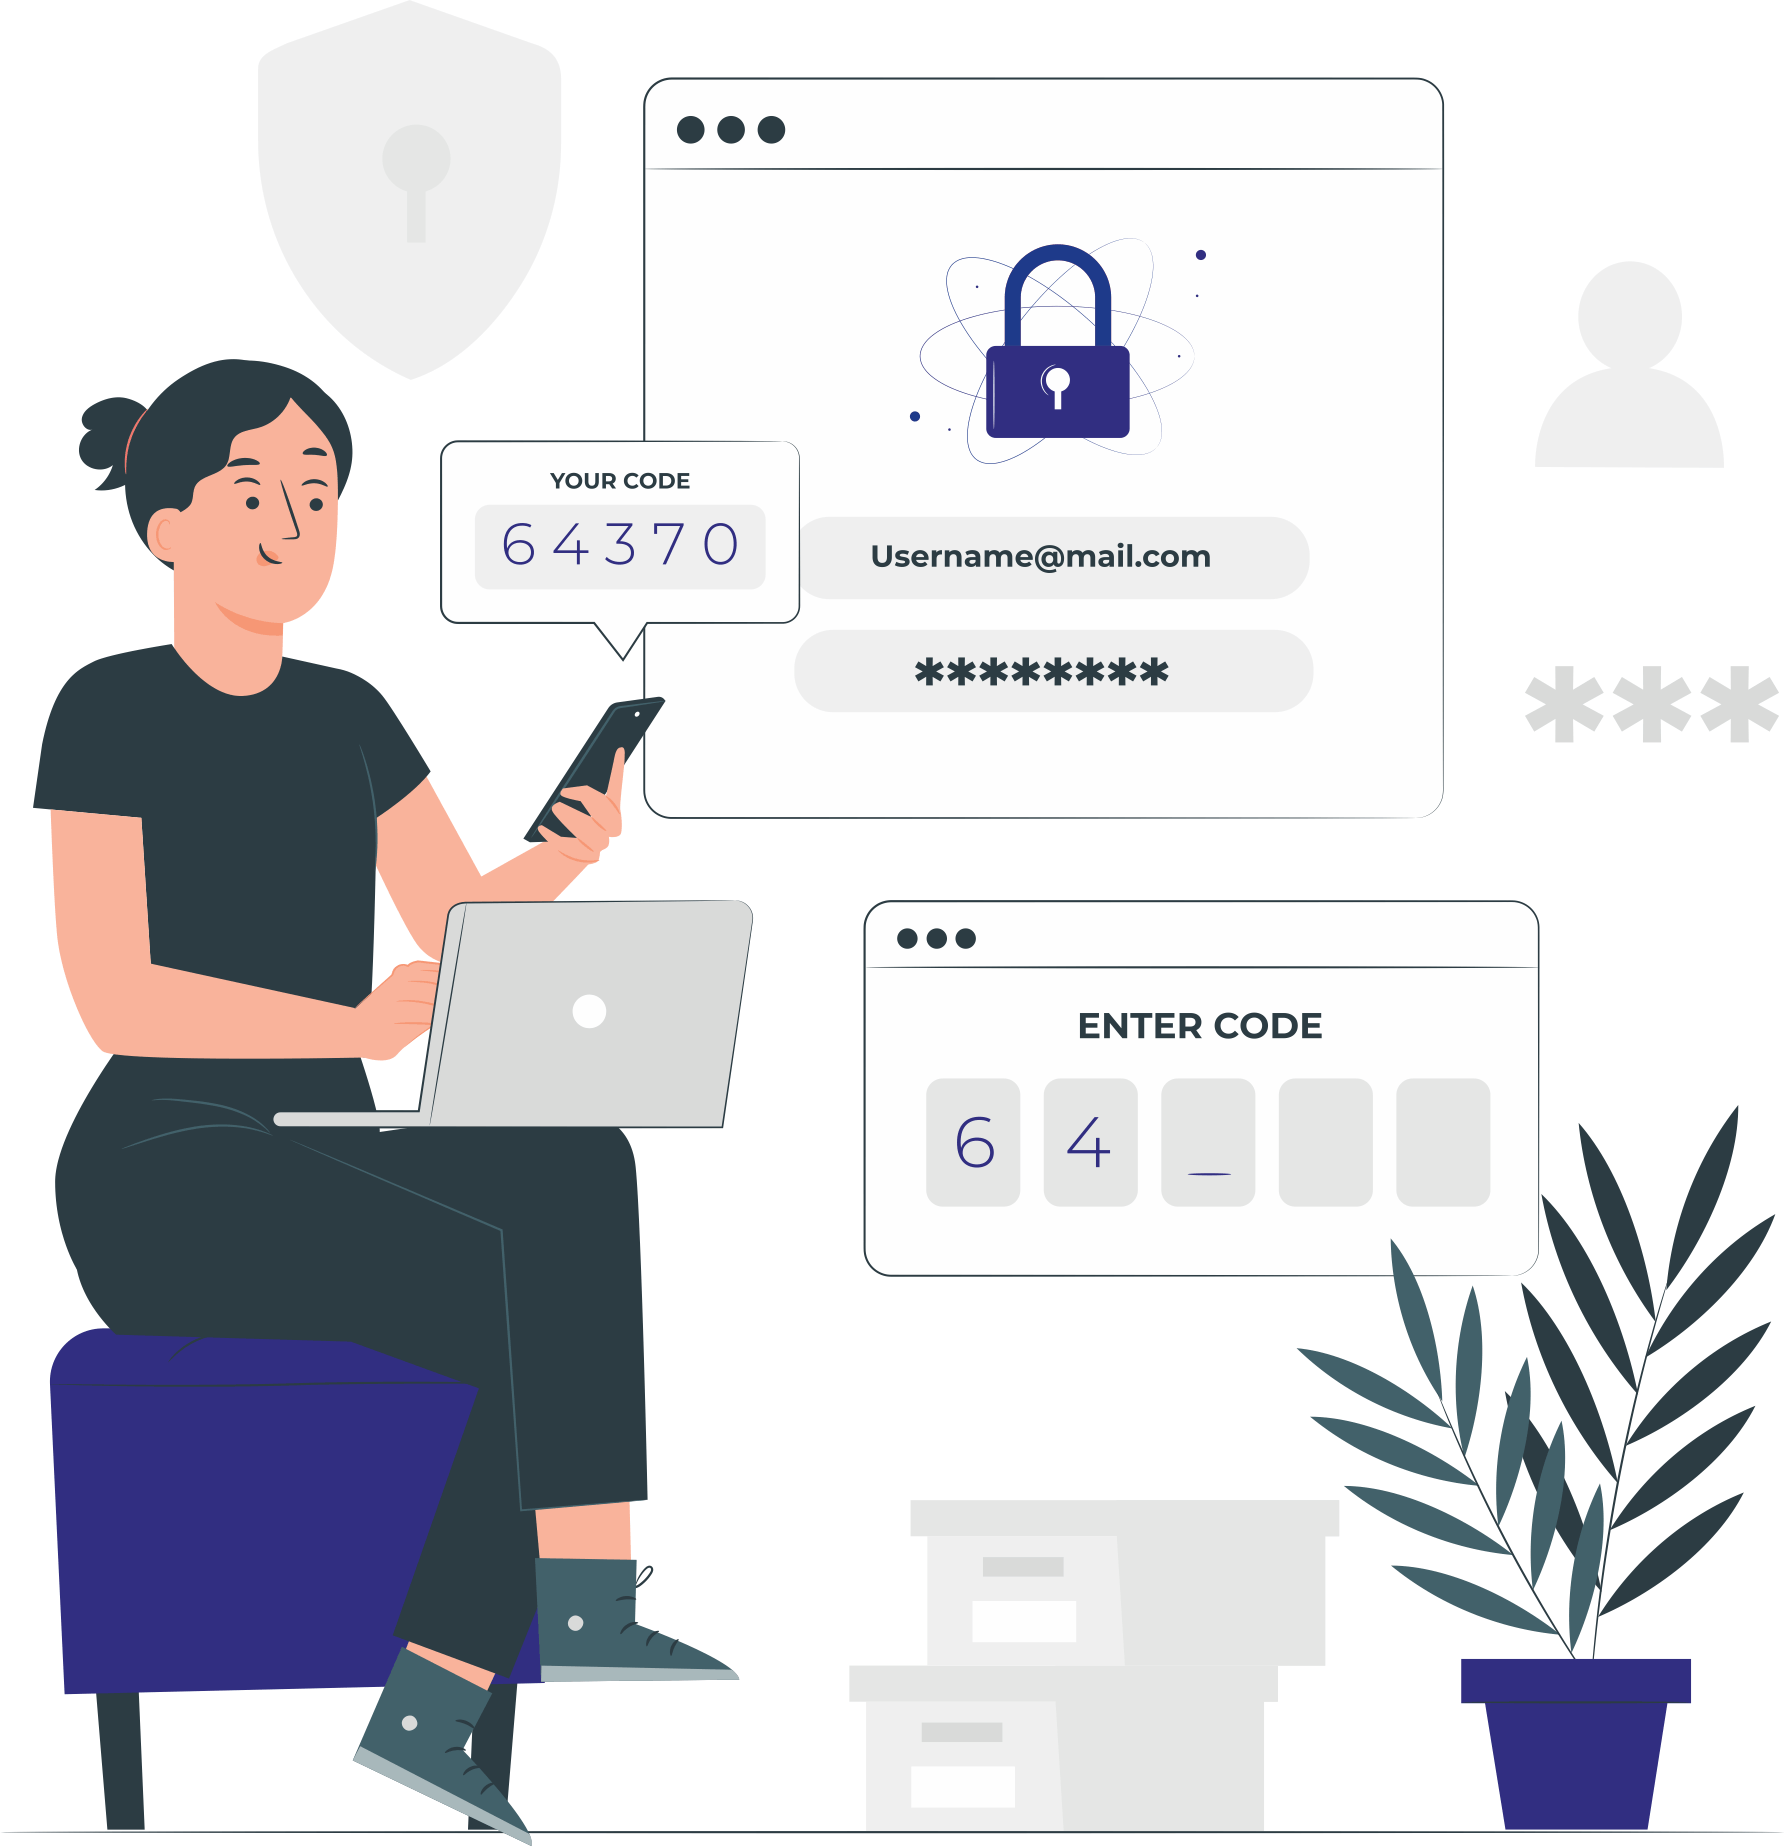 YOUR CODE
6 4 3 7 0
Username@mail.com
********
***
ENTER CODE
6 4 _